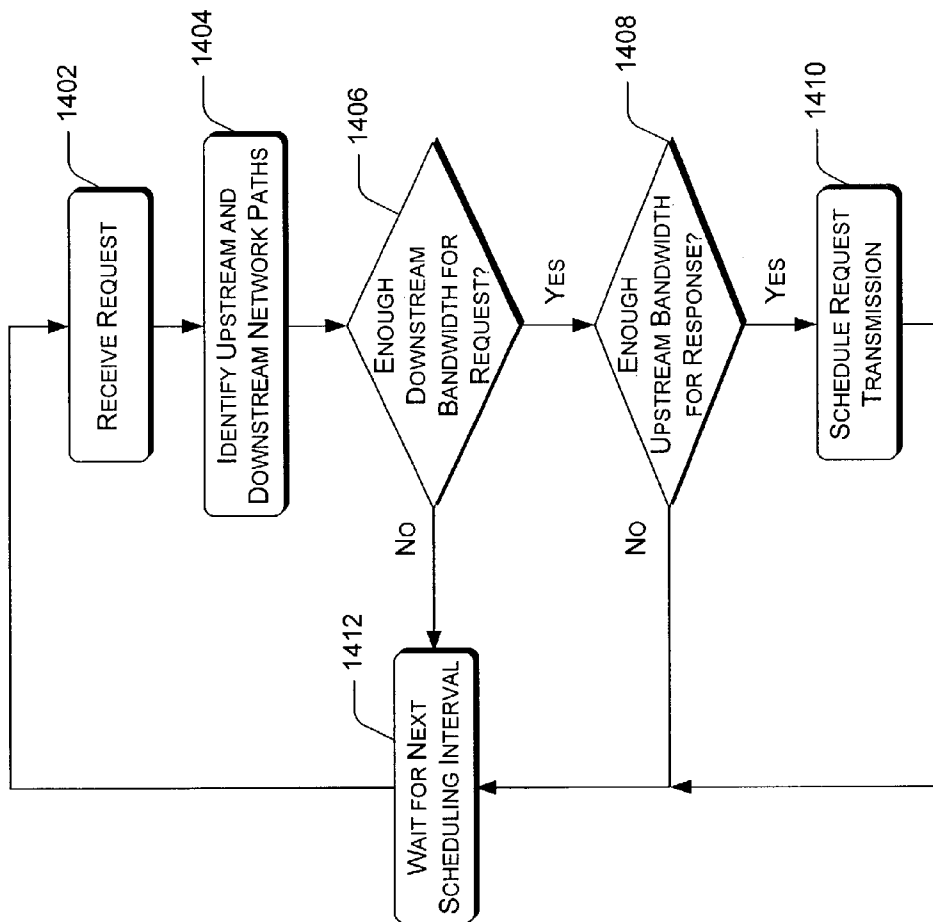 1402
RECEIVE REQUEST
1404
IDENTIFY UPSTREAM AND
DOWNSTREAM NETWORK PATHS
1406
ENOUGH
DOWNSTREAM
BANDWIDTH FOR
REQUEST?
NO
YES
1408
ENOUGH
UPSTREAM BANDWIDTH
FOR RESPONSE?
NO
YES
1410
SCHEDULE REQUEST
TRANSMISSION
1412
WAIT FOR NEXT
SCHEDULING INTERVAL